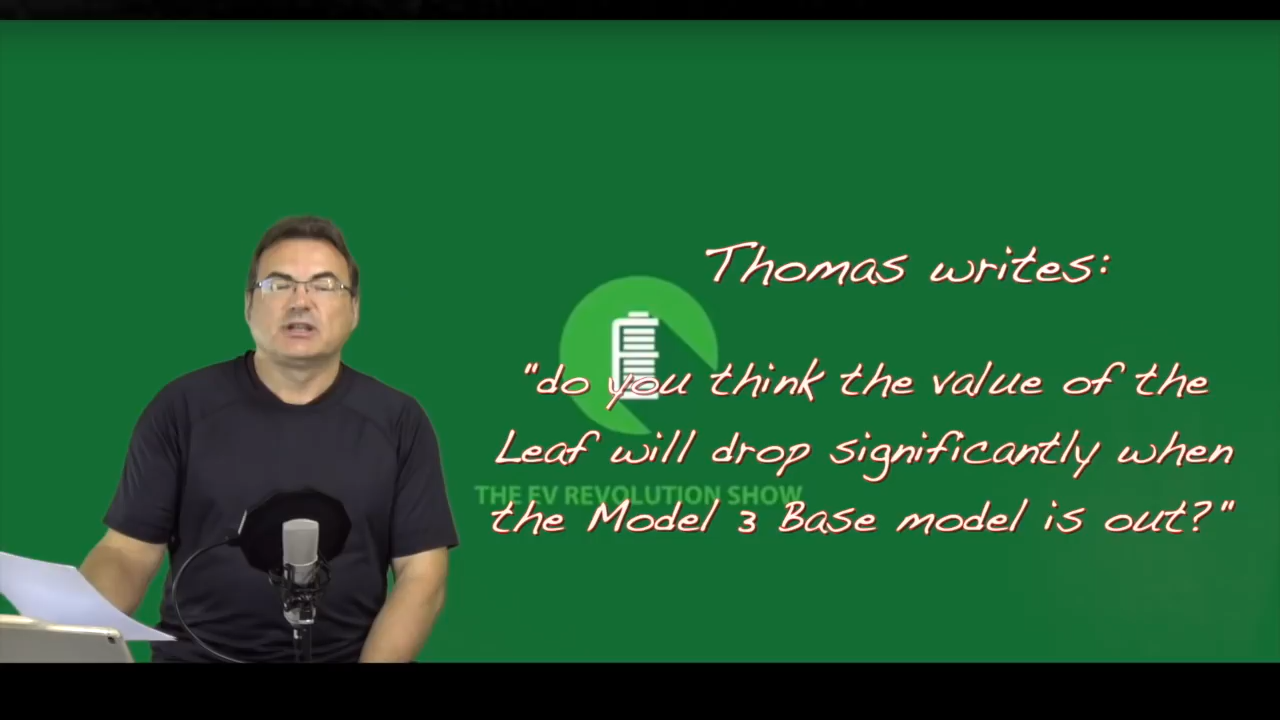 Thomas writes:
"do you think the value of the
Leaf will drop significantly when
THE EV REVOLUTION SHOW
the Model 3 Base model is out?"